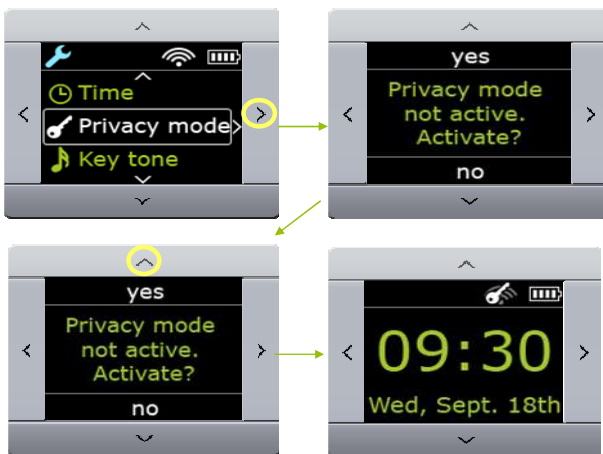 Time
Privacy mode
Key tone
yes
Privacy mode
not active.
Activate?
no
yes
Privacy mode
not active.
Activate?
no
09:30
Wed, Sept. 18th